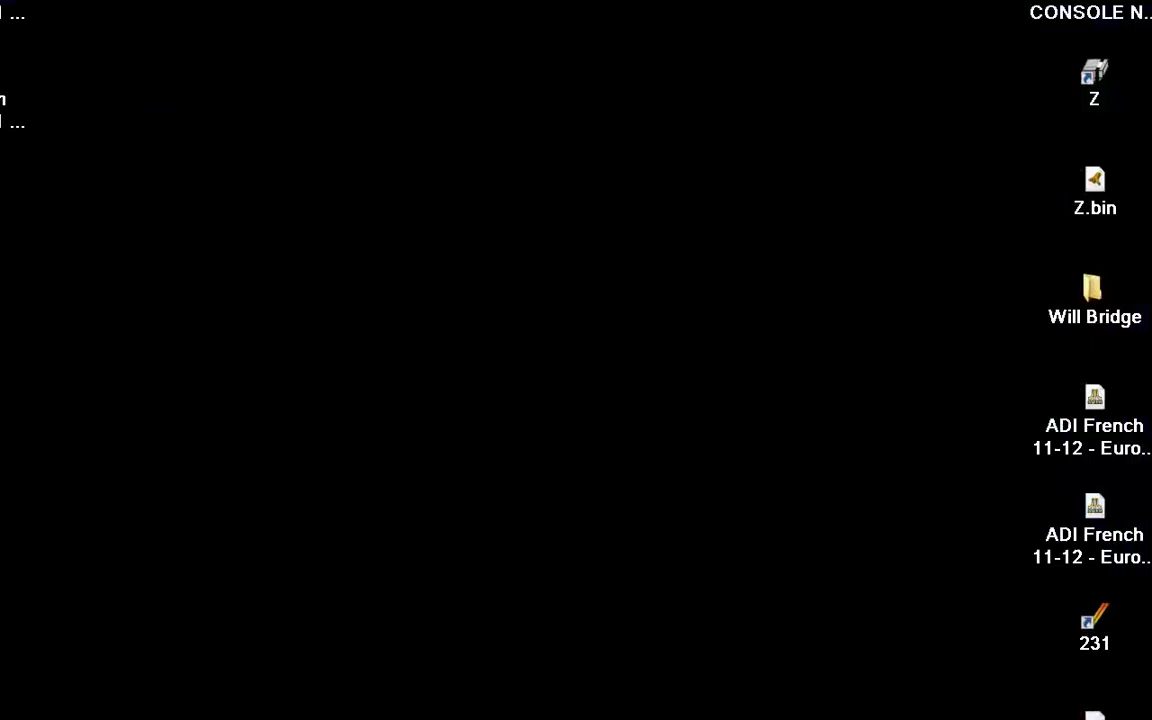 ...
CONSOLE N...
...
Z
Z.bin
Will Bridge
ADI French
11-12 - Euro...
ADI French
11-12 - Euro...
231